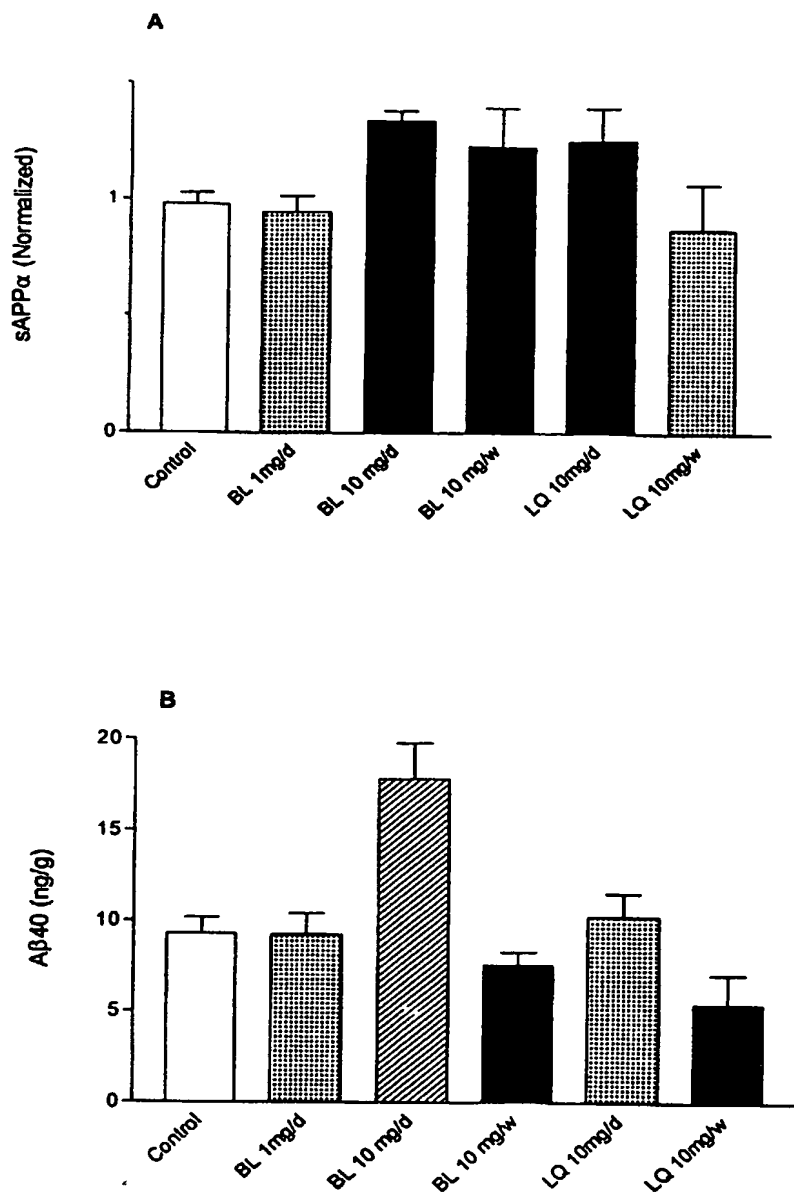 A
sAPPα (Normalized)
1
0
Control
BL 1mg/d
BL 10 mg/d
BL 10 mg/w
LQ 10mg/d
LQ 10mg/w
B
Aβ40 (ng/g)
20
15
10
5
0
Control
BL 1mg/d
BL 10 mg/d
BL 10 mg/w
LQ 10mg/d
LQ 10mg/w